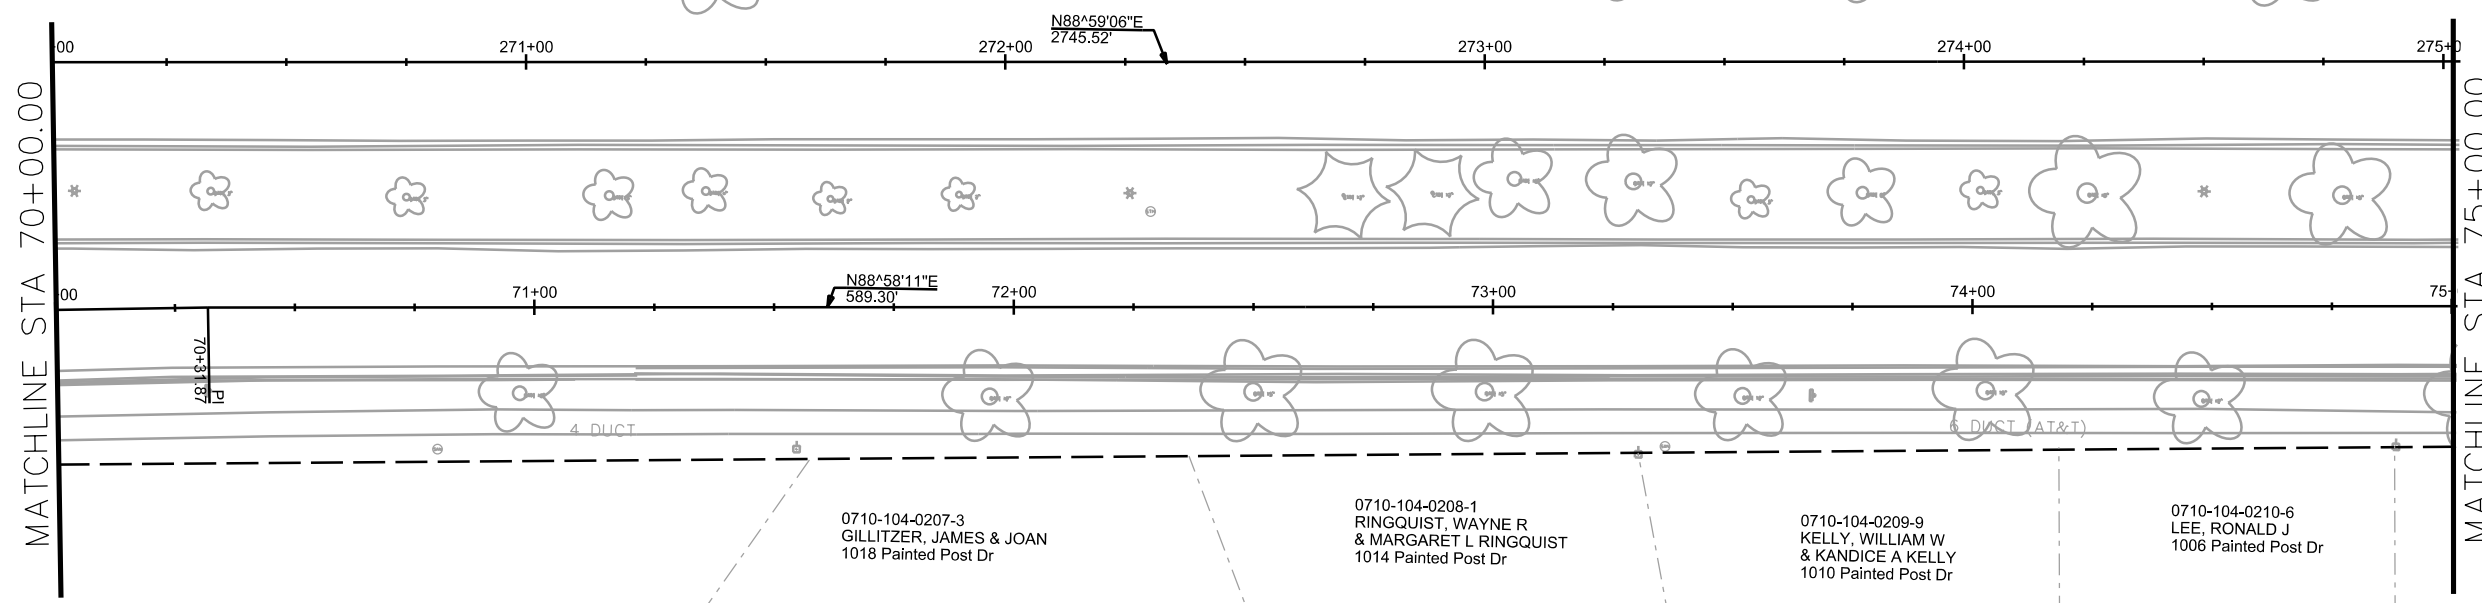 N88^59'06"E
2745.52'
00
271+00
272+00
273+00
274+00
275+0
MATCHLINE STA 70+00.00
MATCHLINE STA 75+00.00
N88^58'11"E
589.30'
00
71+00
72+00
73+00
74+00
75
70+31.87
PI
4 DUCT
6 DUCT (AT&T)
0710-104-0207-3
GILLITZER, JAMES & JOAN
1018 Painted Post Dr
0710-104-0208-1
RINGQUIST, WAYNE R
& MARGARET L RINGQUIST
1014 Painted Post Dr
0710-104-0209-9
KELLY, WILLIAM W
& KANDICE A KELLY
1010 Painted Post Dr
0710-104-0210-6
LEE, RONALD J
1006 Painted Post Dr